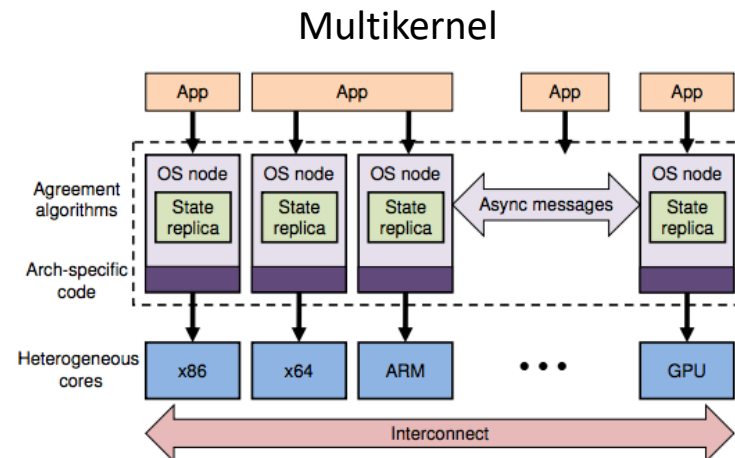 Multikernel
App
App
App
App
Agreement
algorithms
OS node
State
replica
OS node
State
replica
OS node
State
replica
Async messages
OS node
State
replica
Arch-specific
code
Heterogeneous
cores
x86
x64
ARM
GPU
Interconnect